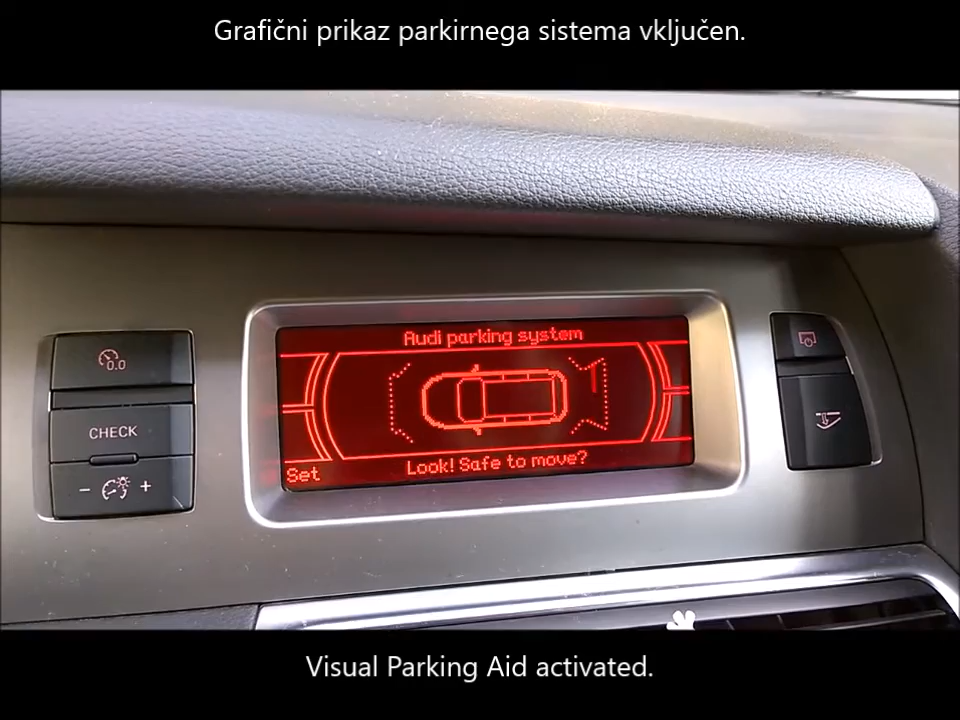 Grafični prikaz parkirnega sistema vključen.
Audi parking system
0.0
CHECK
- +
Set
Look! Safe to move?
Visual Parking Aid activated.